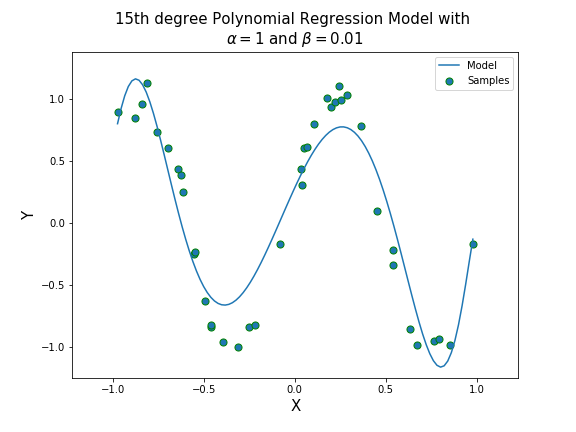 15th degree Polynomial Regression Model with
α = 1 and β = 0.01
Model
Samples
Y
1.0
0.5
0.0
−0.5
−1.0
−1.0 −0.5 0.0 0.5 1.0
X